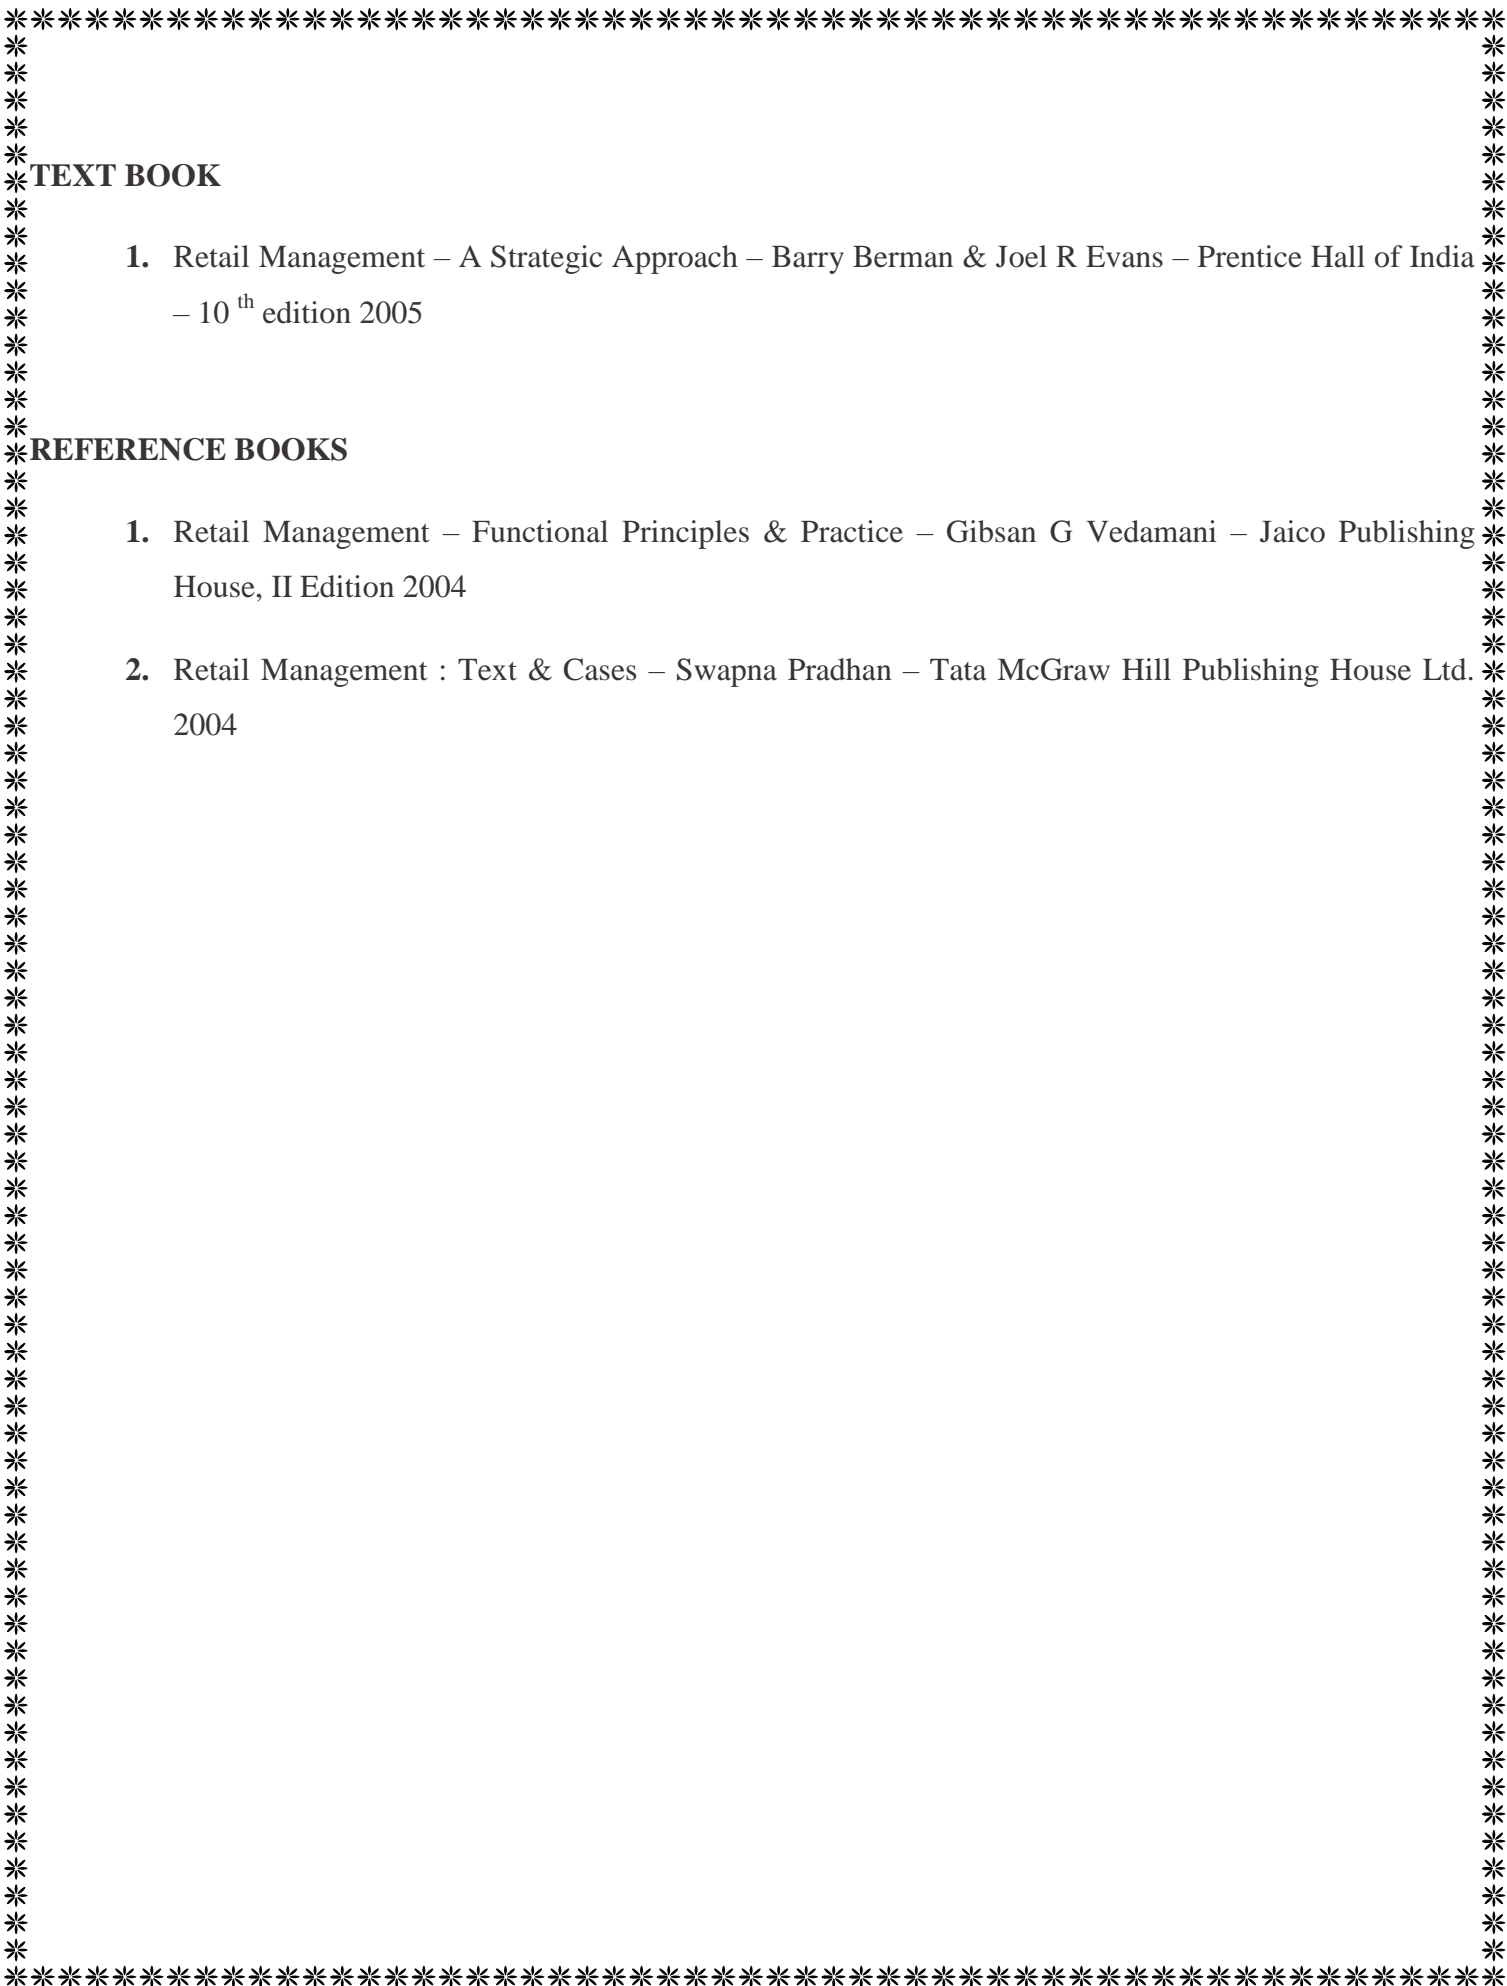 TEXT BOOK
1. Retail Management – A Strategic Approach – Barry Berman & Joel R Evans – Prentice Hall of India
– 10 th edition 2005
REFERENCE BOOKS
1. Retail Management – Functional Principles & Practice – Gibsan G Vedamani – Jaico Publishing
House, II Edition 2004
2. Retail Management : Text & Cases – Swapna Pradhan – Tata McGraw Hill Publishing House Ltd.
2004